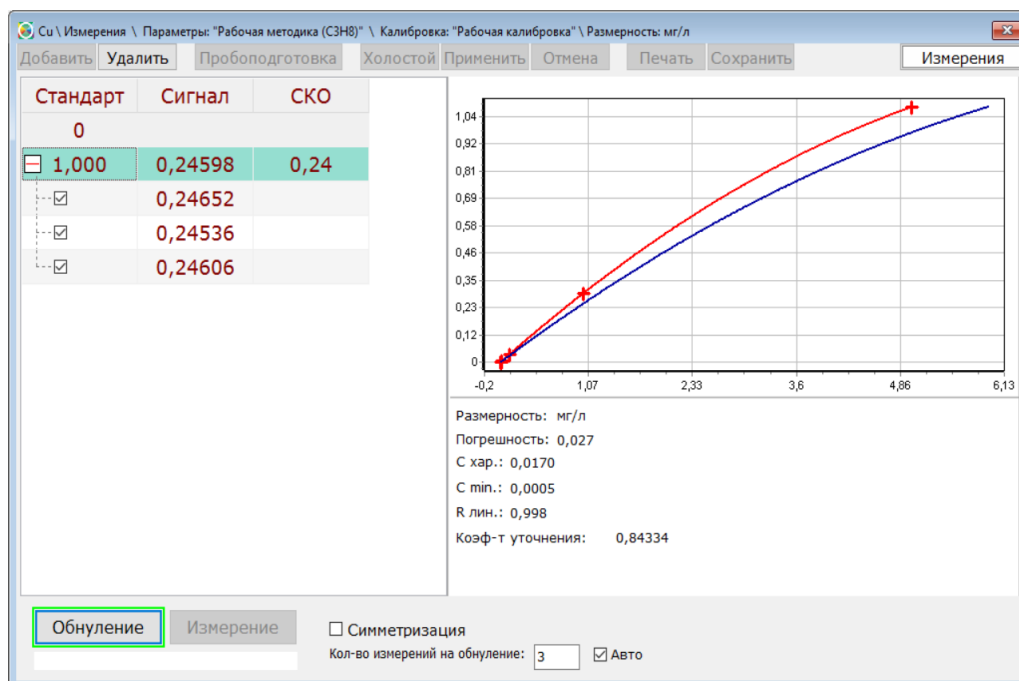 Cu \ Измерения \ Параметры: "Рабочая методика (C3H8)" \ Калибровка: "Рабочая калибровка" \ Размерность: мг/л
Добавить Удалить Пробоподготовка Холостой Применить Отмена Печать Сохранить Измерения
Стандарт Сигнал СКО
0
1,000 0,24598 0,24
0,24652
0,24536
0,24606
1,04
0,92
0,81
0,69
0,58
0,46
0,35
0,23
0,12
0
-0,2 1,07 2,33 3,6 4,86 6,13
Размерность: мг/л
Погрешность: 0,027
С хар.: 0,0170
С min.: 0,0005
R лин.: 0,998
Коэф-т уточнения: 0,84334
Обнуление Измерение
Симметризация
Кол-во измерений на обнуление: 3 Авто